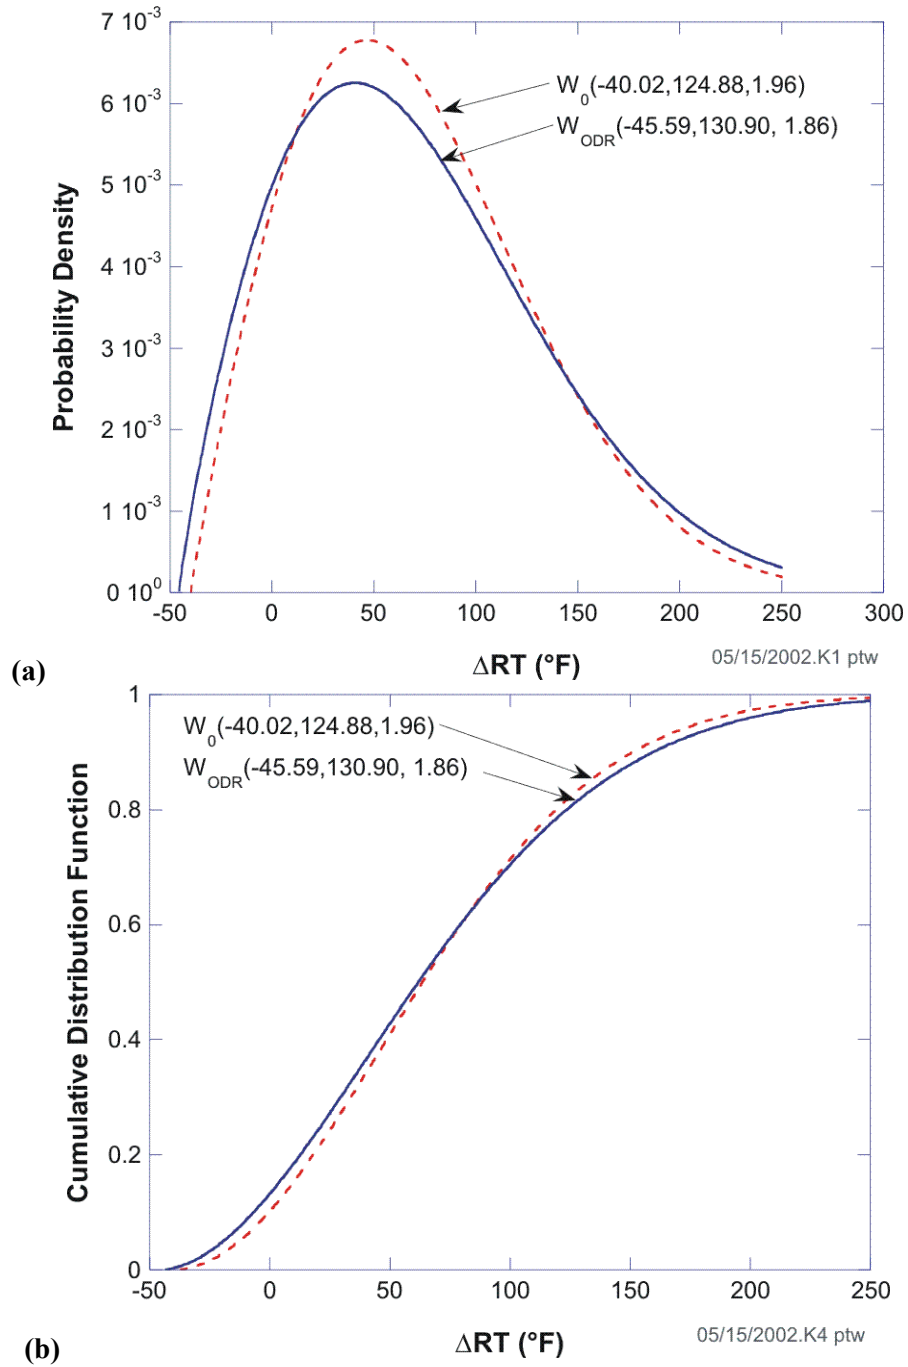 7 10⁻³
6 10⁻³
5 10⁻³
4 10⁻³
3 10⁻³
2 10⁻³
1 10⁻³
0 10⁰
Probability Density
W₀(-40.02,124.88,1.96)
W_ODR(-45.59,130.90, 1.86)
-50 0 50 100 150 200 250 300
ΔRT (°F)
05/15/2002.K1 ptw
(a)
1
0.8
0.6
0.4
0.2
0
Cumulative Distribution Function
W₀(-40.02,124.88,1.96)
W_ODR(-45.59,130.90, 1.86)
-50 0 50 100 150 200 250
ΔRT (°F)
05/15/2002.K4 ptw
(b)